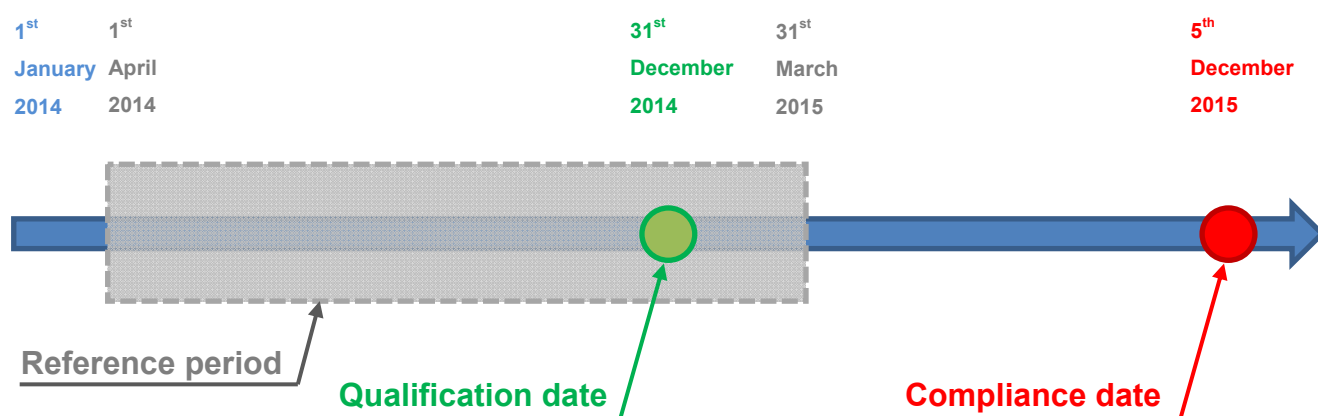 1st
January
2014
1st
April
2014
31st
December
2014
31st
March
2015
5th
December
2015
Reference period
Qualification date
Compliance date